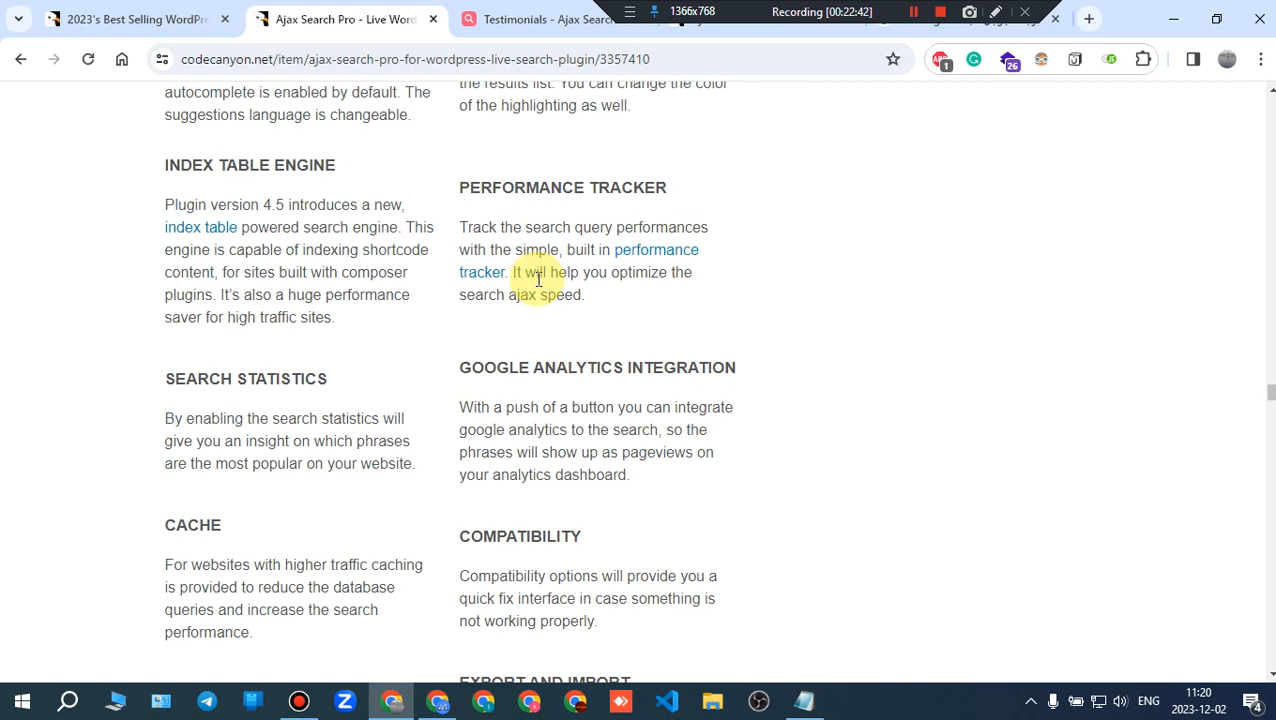 2023's Best Selling WordPre
Ajax Search Pro - Live Word
Testimonials - Ajax Searc
1366x768
Recording [00:22:42]
codecanyon.net/item/ajax-search-pro-for-wordpress-live-search-plugin/3357410
1
26
autocomplete is enabled by default. The
suggestions language is changeable.
the results list. You can change the color
of the highlighting as well.
INDEX TABLE ENGINE
Plugin version 4.5 introduces a new,
index table powered search engine. This
engine is capable of indexing shortcode
content, for sites built with composer
plugins. It's also a huge performance
saver for high traffic sites.
PERFORMANCE TRACKER
Track the search query performances
with the simple, built in performance
tracker. It will help you optimize the
search ajax speed.
SEARCH STATISTICS
By enabling the search statistics will
give you an insight on which phrases
are the most popular on your website.
GOOGLE ANALYTICS INTEGRATION
With a push of a button you can integrate
google analytics to the search, so the
phrases will show up as pageviews on
your analytics dashboard.
CACHE
For websites with higher traffic caching
is provided to reduce the database
queries and increase the search
performance.
COMPATIBILITY
Compatibility options will provide you a
quick fix interface in case something is
not working properly.
EXPORT AND IMPORT
ENG
11:20
2023-12-02
4